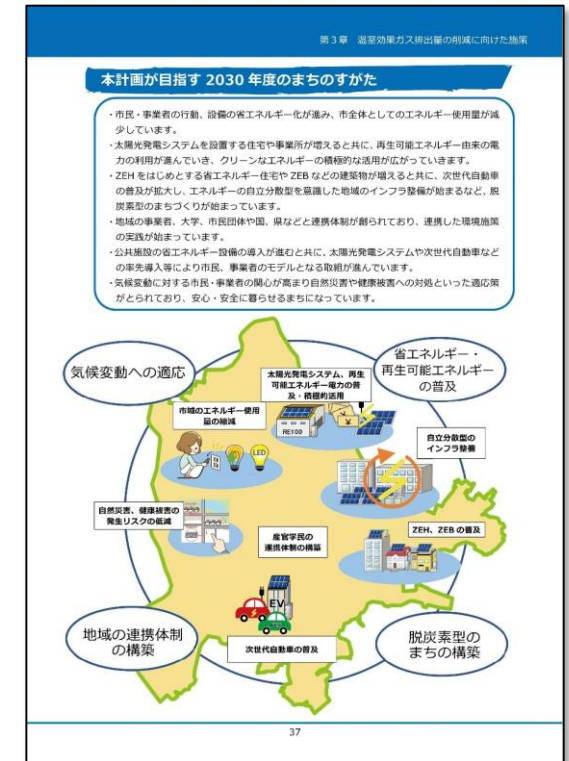 第3章 温室効果ガス排出量の削減に向けた施策
本計画が目指す 2030 年度のまちのすがた
・市民・事業者の行動、設備の省エネルギー化が進み、市全体としてのエネルギー使用量が減
少しています。
・太陽光発電システムを設置する住宅や事業所が増えると共に、再生可能エネルギー由来の電
力の利用が進んでいき、クリーンなエネルギーの積極的な活用が広がっていきます。
・ZEH をはじめとする省エネルギー住宅や ZEB などの建築物が増えると共に、次世代自動車
の普及が拡大し、エネルギーの自立分散型を意識した地域のインフラ整備が始まるなど、脱
炭素型のまちづくりが始まっています。
・地域の事業者、大学、市民団体や国、県などと連携体制が創られており、連携した環境施策
の実践が始まっています。
・公共施設の省エネルギー設備の導入が進むと共に、太陽光発電システムや次世代自動車など
の率先導入等により市民、事業者のモデルとなる取組が進んでいます。
・気候変動に対する市民・事業者の関心が高まり自然災害や健康被害への対処といった適応策
がとられており、安心・安全に暮らせるまちになっています。
気候変動への適応
省エネルギー・
再生可能エネルギー
の普及
太陽光発電システム、再生
可能エネルギー電力の普
及・積極的活用
市域のエネルギー使用
量の縮減
RE100
¥
LED
自立分散型の
インフラ整備
自然災害、健康被害の
発生リスクの低減
産官学民の
連携体制の構築
ZEH、ZEB の普及
EV
次世代自動車の普及
地域の連携体制
の構築
脱炭素型の
まちの構築
37